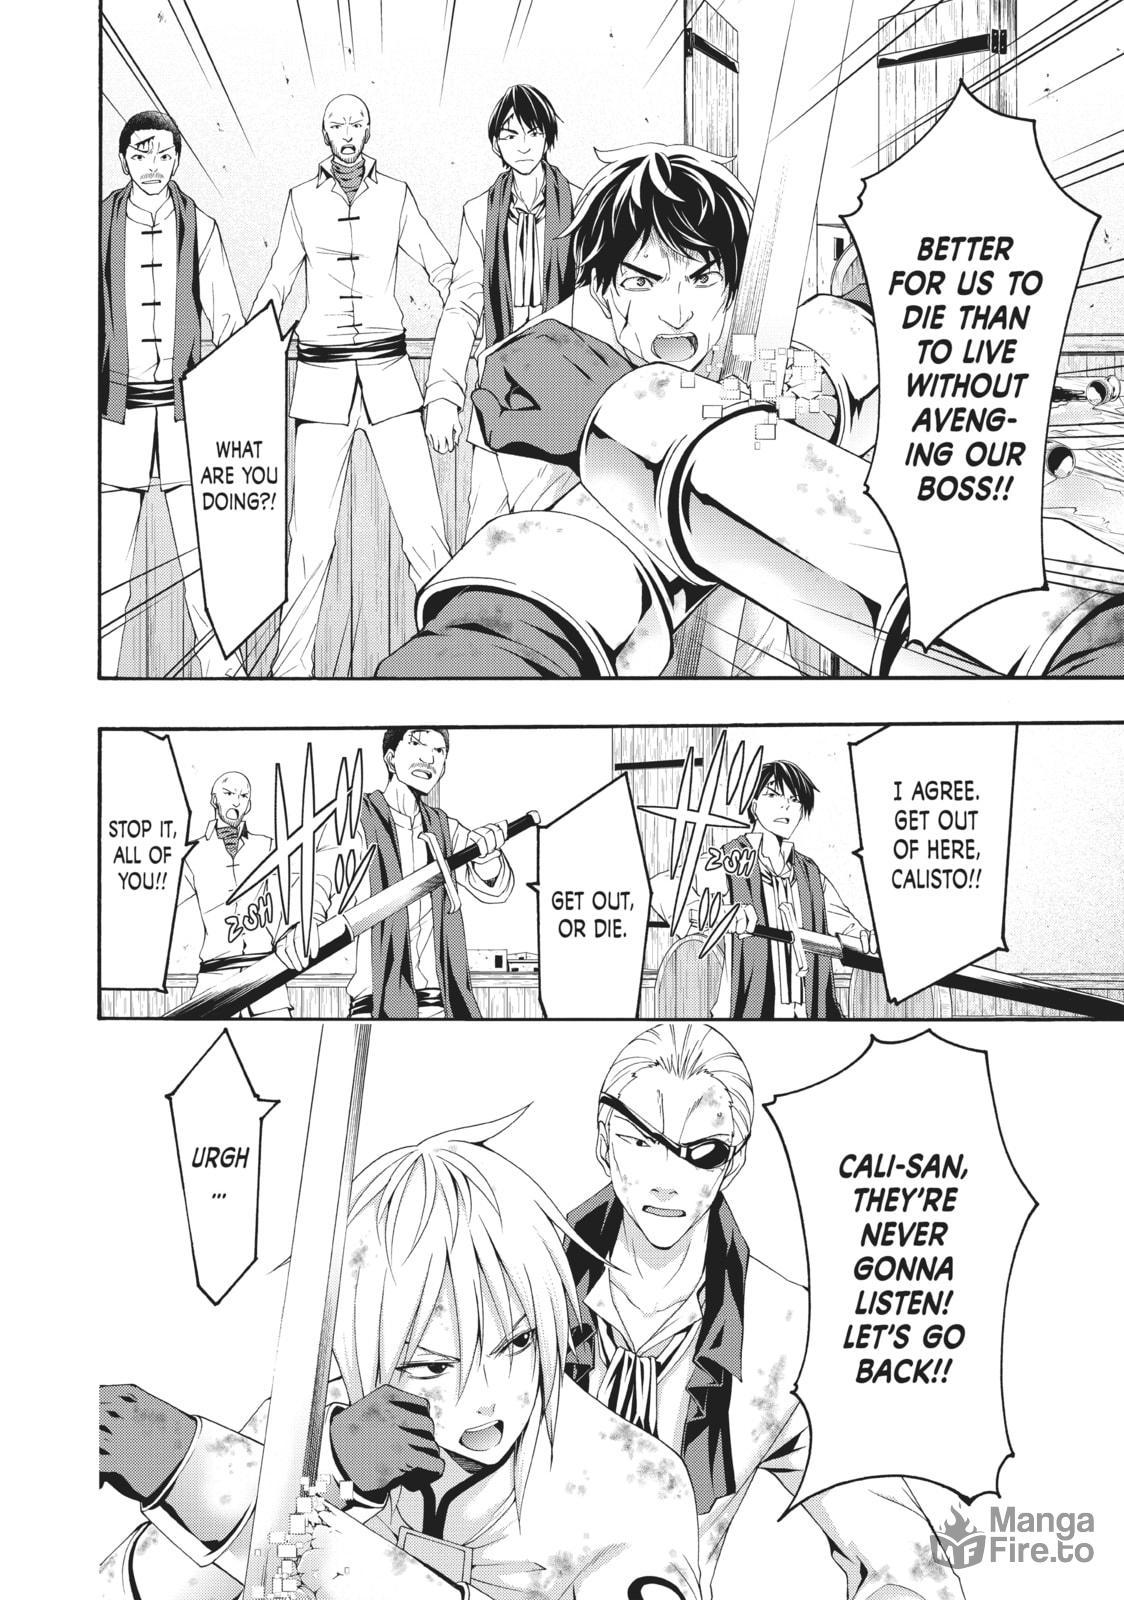 BETTER
FOR US TO
DIE THAN
TO LIVE
WITHOUT
AVENG-
ING OUR
BOSS!!
WHAT
ARE YOU
DOING?!
I AGREE.
GET OUT
OF HERE,
CALISTO!!
ZSH
GET OUT,
OR DIE.
ZSH
STOP IT,
ALL OF
YOU!!
CALI-SAN,
THEY'RE
NEVER
GONNA
LISTEN!
LET'S GO
BACK!!
URGH
...
Manga
Fire.to